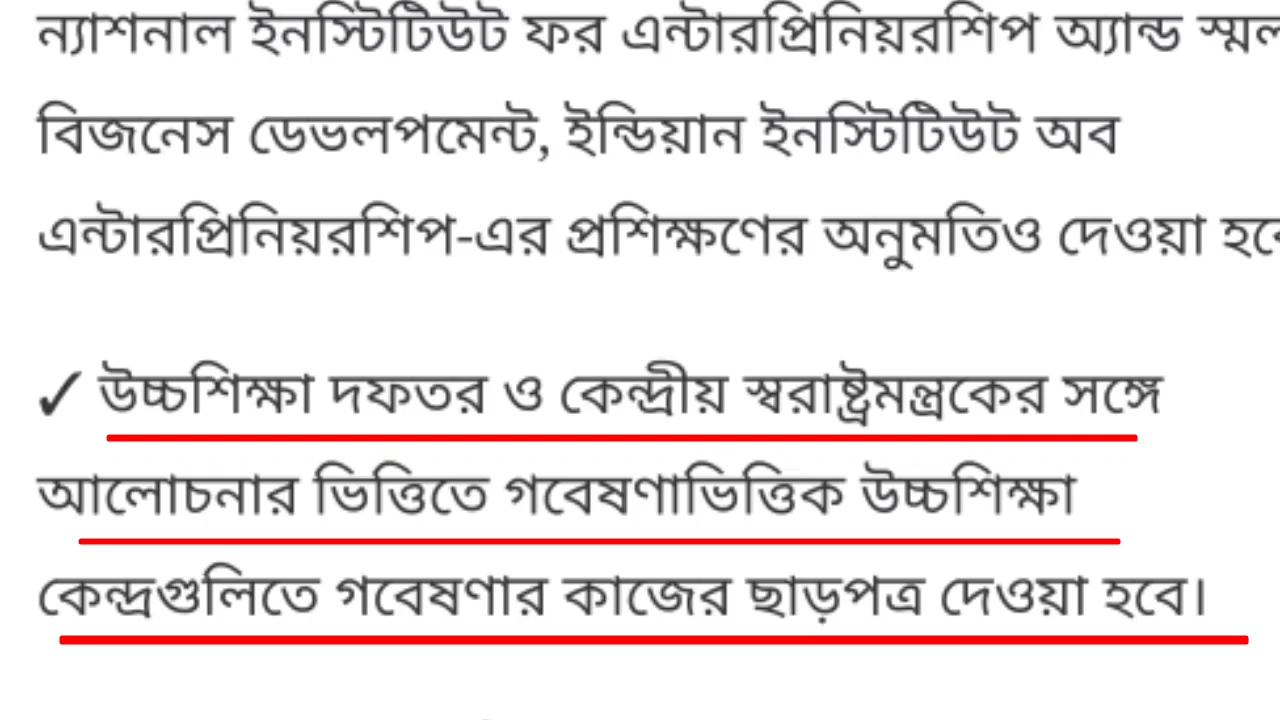 ন্যাশনাল ইনস্টিটিউট ফর এন্টারপ্রিনিয়রশিপ অ্যান্ড স্মল
বিজনেস ডেভলপমেন্ট, ইন্ডিয়ান ইনস্টিটিউট অব
এন্টারপ্রিনিয়রশিপ-এর প্রশিক্ষণের অনুমতিও দেওয়া হবে
✓ উচ্চশিক্ষা দফতর ও কেন্দ্রীয় স্বরাষ্ট্রমন্ত্রকের সঙ্গে
আলোচনার ভিত্তিতে গবেষণাভিত্তিক উচ্চশিক্ষা
কেন্দ্রগুলিতে গবেষণার কাজের ছাড়পত্র দেওয়া হবে।